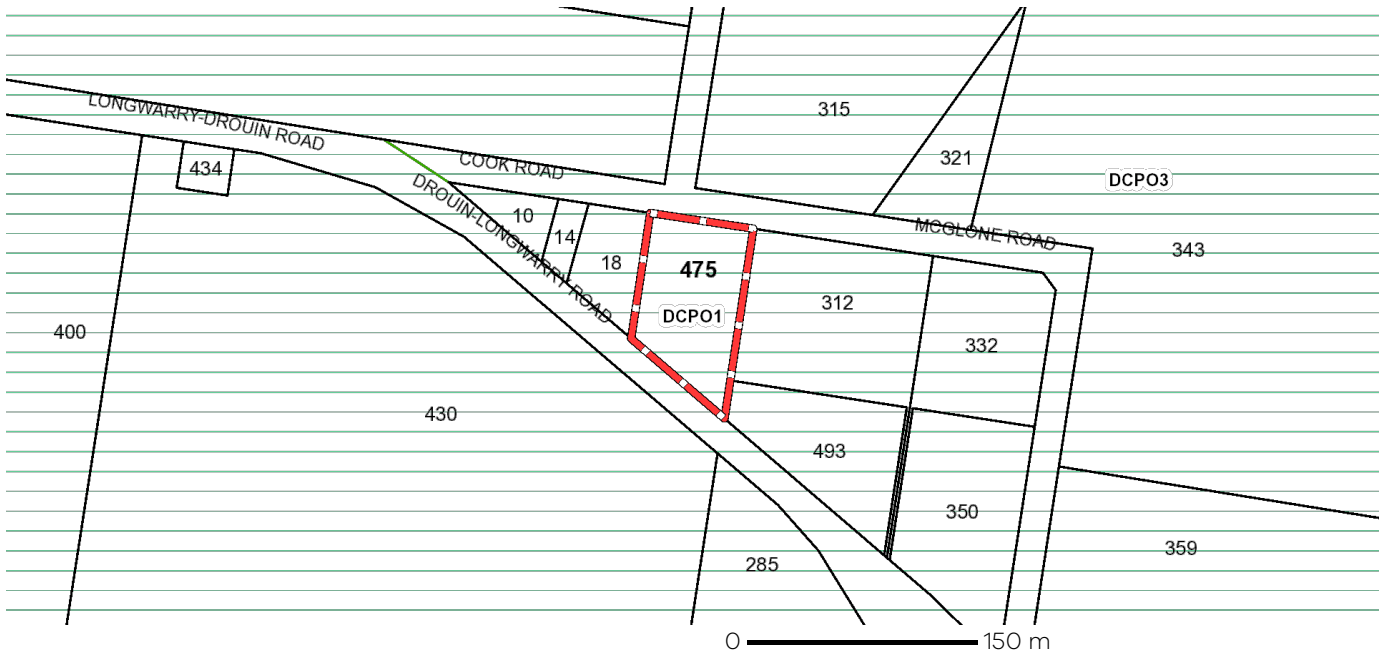 315
LONGWARRY-DROUIN ROAD
COOK ROAD
321
434
DCPO3
10
DROUIN-LONGWARRY ROAD
14
18
475
MCGLONE ROAD
343
312
DCPO1
400
332
430
493
350
285
359
0 150 m